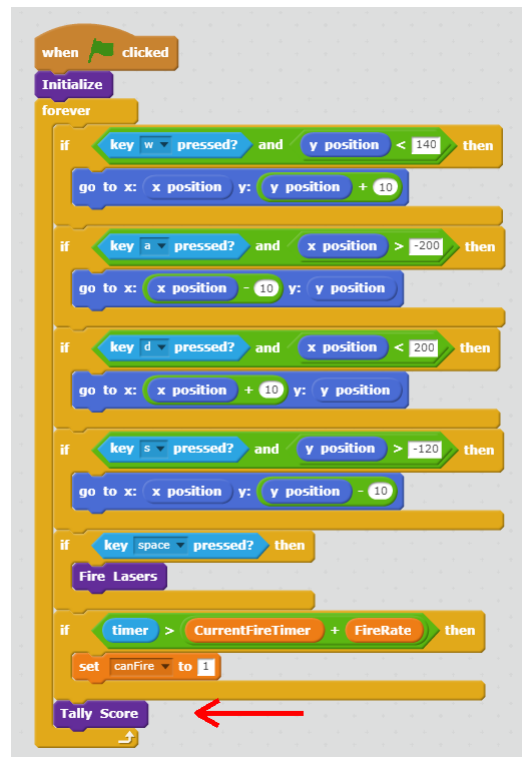 when clicked
Initialize
forever
if key w pressed? and y position < 140 then
go to x: x position y: y position + 10
if key a pressed? and x position > -200 then
go to x: x position - 10 y: y position
if key d pressed? and x position < 200 then
go to x: x position + 10 y: y position
if key s pressed? and y position > -120 then
go to x: x position y: y position - 10
if key space pressed? then
Fire Lasers
if timer > CurrentFireTimer + FireRate then
set canFire to 1
Tally Score